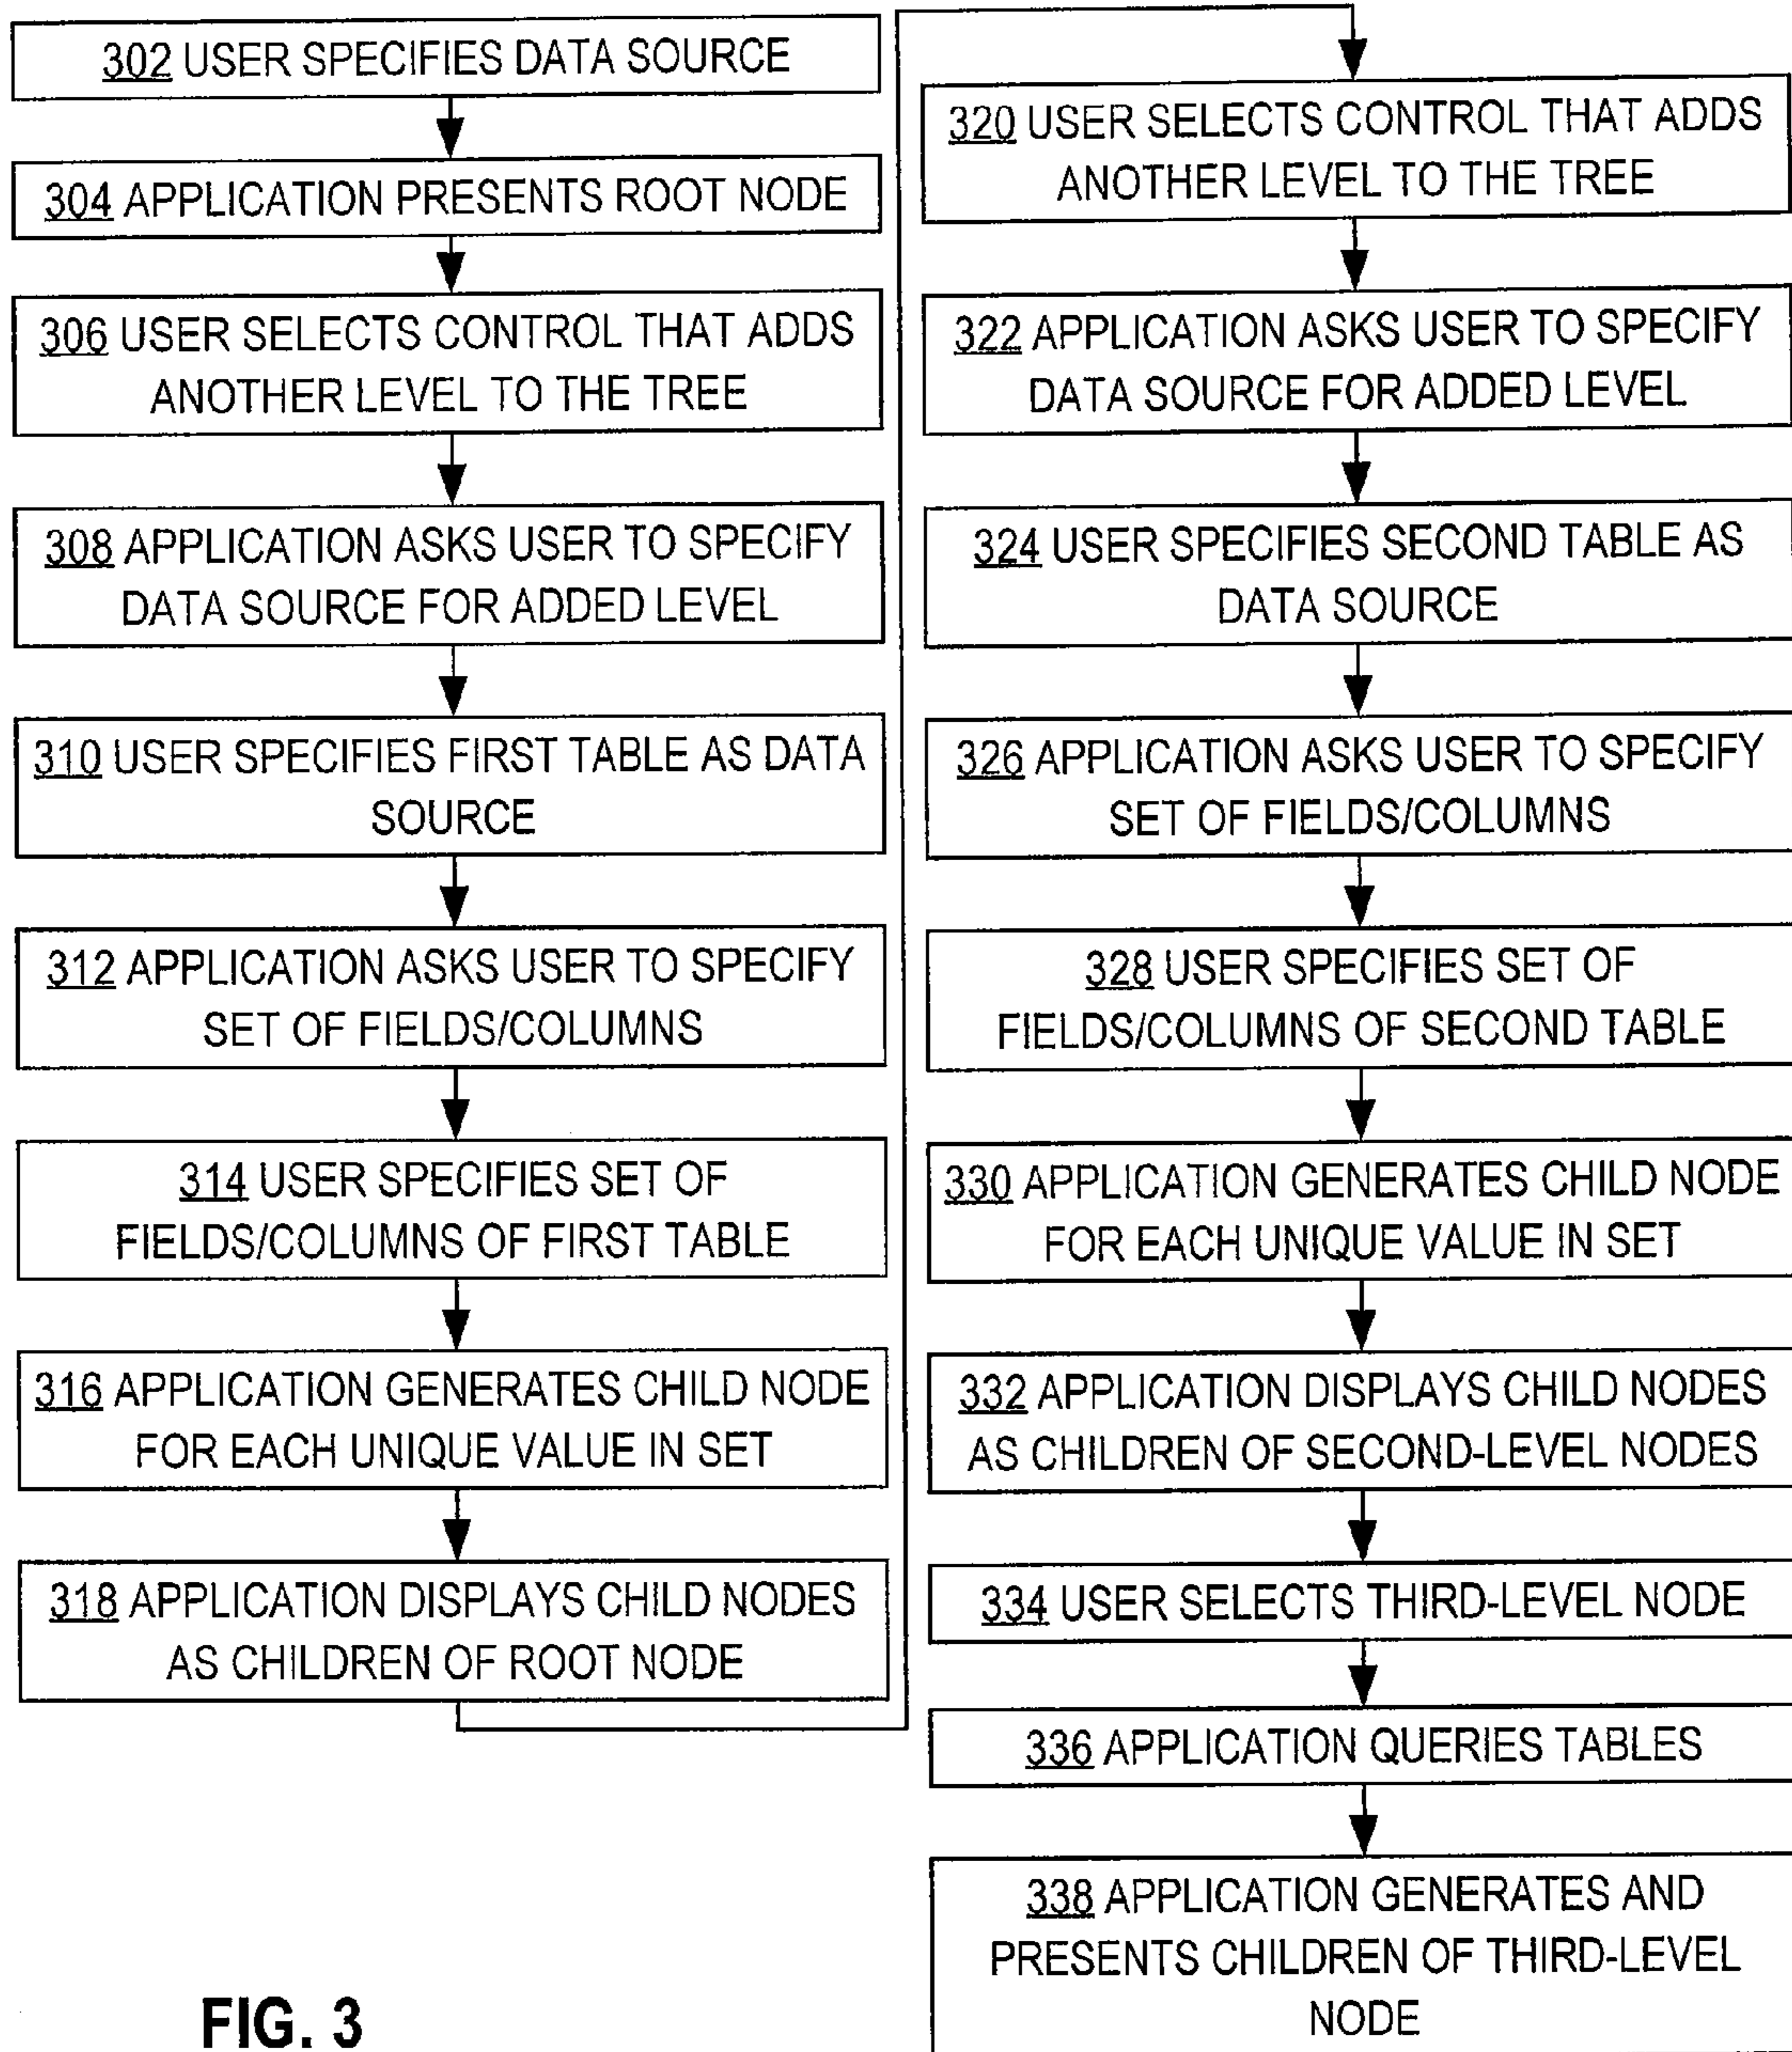 302 USER SPECIFIES DATA SOURCE
304 APPLICATION PRESENTS ROOT NODE
306 USER SELECTS CONTROL THAT ADDS
ANOTHER LEVEL TO THE TREE
308 APPLICATION ASKS USER TO SPECIFY
DATA SOURCE FOR ADDED LEVEL
310 USER SPECIFIES FIRST TABLE AS DATA
SOURCE
312 APPLICATION ASKS USER TO SPECIFY
SET OF FIELDS/COLUMNS
314 USER SPECIFIES SET OF
FIELDS/COLUMNS OF FIRST TABLE
316 APPLICATION GENERATES CHILD NODE
FOR EACH UNIQUE VALUE IN SET
318 APPLICATION DISPLAYS CHILD NODES
AS CHILDREN OF ROOT NODE
320 USER SELECTS CONTROL THAT ADDS
ANOTHER LEVEL TO THE TREE
322 APPLICATION ASKS USER TO SPECIFY
DATA SOURCE FOR ADDED LEVEL
324 USER SPECIFIES SECOND TABLE AS
DATA SOURCE
326 APPLICATION ASKS USER TO SPECIFY
SET OF FIELDS/COLUMNS
328 USER SPECIFIES SET OF
FIELDS/COLUMNS OF SECOND TABLE
330 APPLICATION GENERATES CHILD NODE
FOR EACH UNIQUE VALUE IN SET
332 APPLICATION DISPLAYS CHILD NODES
AS CHILDREN OF SECOND-LEVEL NODES
334 USER SELECTS THIRD-LEVEL NODE
336 APPLICATION QUERIES TABLES
338 APPLICATION GENERATES AND
PRESENTS CHILDREN OF THIRD-LEVEL
NODE
FIG. 3